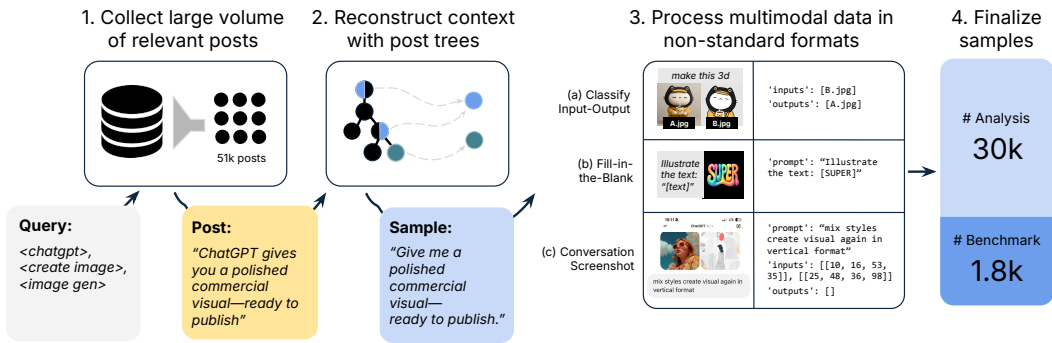 1. Collect large volume
of relevant posts
2. Reconstruct context
with post trees
3. Process multimodal data in
non-standard formats
4. Finalize
samples
51k posts
Query:
<chatgpt>,
<create image>,
<image gen>
Post:
“ChatGPT gives
you a polished
commercial
visual—ready to
publish”
Sample:
“Give me a
polished
commercial
visual—
ready to publish.”
(a) Classify
Input-Output
make this 3d
A.jpg
B.jpg
'inputs': [B.jpg]
'outputs': [A.jpg]
(b) Fill-in-
the-Blank
Illustrate
the text:
“[text]”
SUPER
'prompt': “Illustrate
the text: [SUPER]”
(c) Conversation
Screenshot
mix styles create visual again in
vertical format
'prompt': “mix styles
create visual again in
vertical format”
'inputs': [[10, 16, 53,
35]], [[25, 48, 36, 98]]
'outputs': []
# Analysis
30k
# Benchmark
1.8k